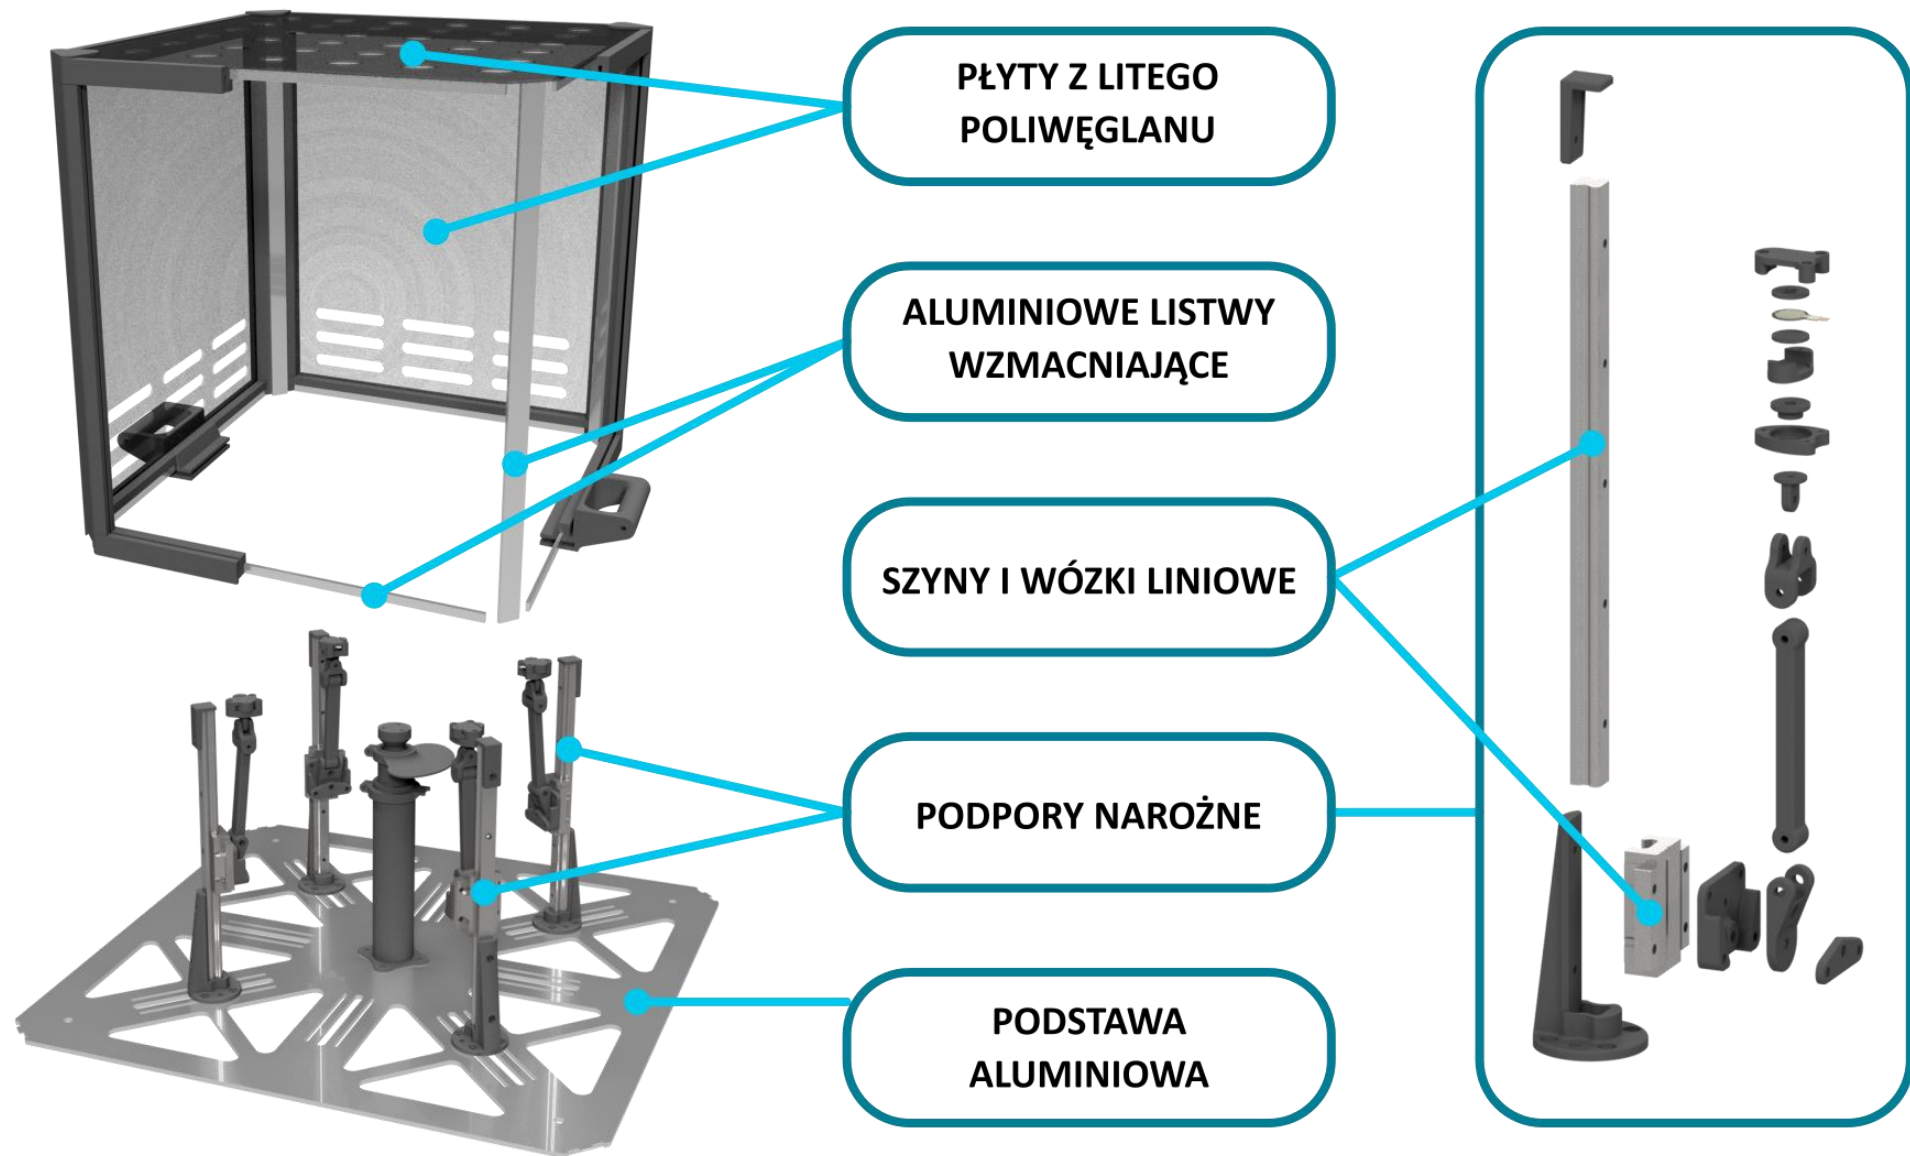 PŁYTY Z LITEGO
POLIWĘGLANU
ALUMINIOWE LISTWY
WZMACNIAJĄCE
SZYNY I WÓZKI LINIOWE
PODPORY NAROŻNE
PODSTAWA
ALUMINIOWA